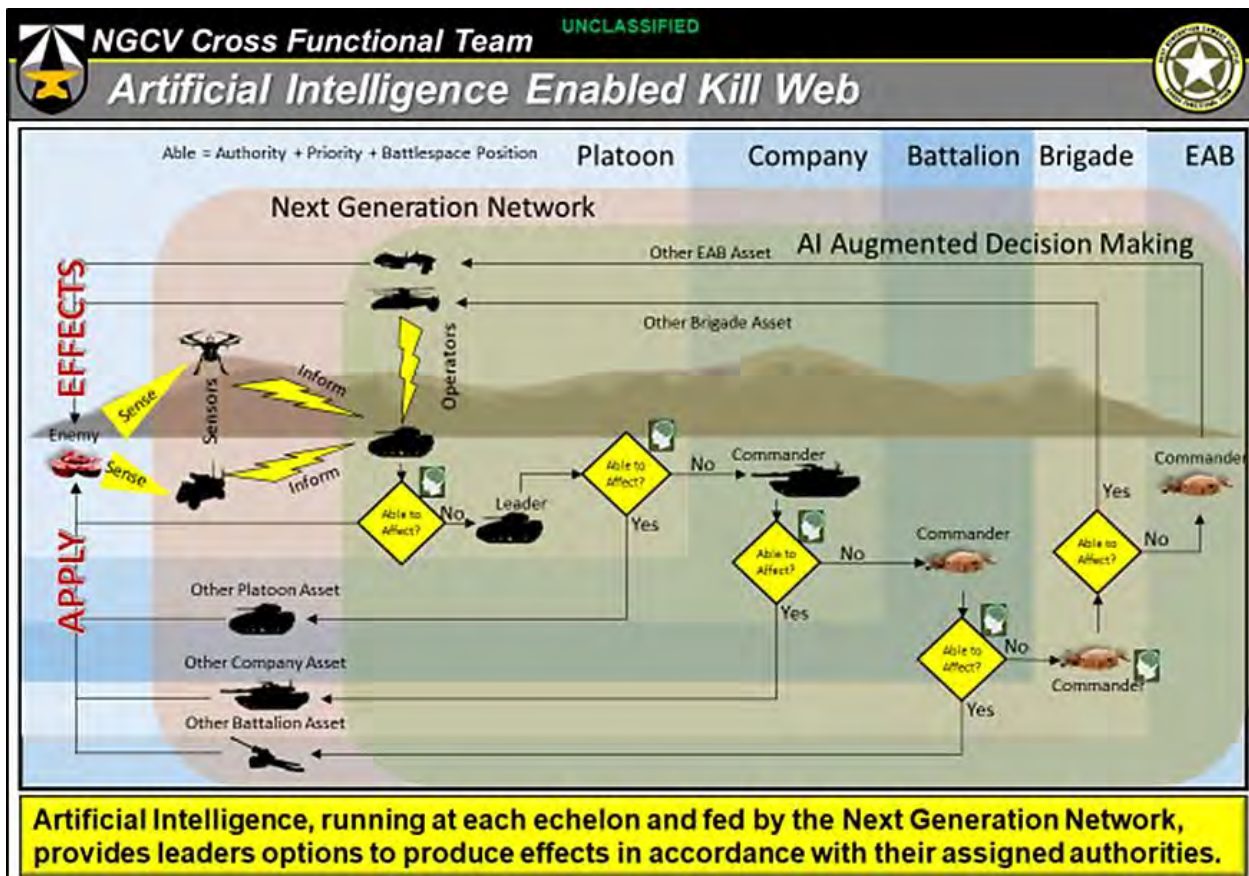 UNCLASSIFIED
NGCV Cross Functional Team
Artificial Intelligence Enabled Kill Web
Able = Authority + Priority + Battlespace Position
Platoon
Company
Battalion
Brigade
EAB
Next Generation Network
AI Augmented Decision Making
Other EAB Asset
Other Brigade Asset
EFFECTS
Sense
Sensors
Inform
Operators
Enemy
Sense
Inform
Able to
Affect?
No
Leader
Able to
Affect?
No
Yes
Commander
Able to
Affect?
No
Yes
Commander
Able to
Affect?
No
Yes
Commander
Able to
Affect?
Yes
No
Commander
APPLY
Other Platoon Asset
Other Company Asset
Other Battalion Asset
Artificial Intelligence, running at each echelon and fed by the Next Generation Network,
provides leaders options to produce effects in accordance with their assigned authorities.